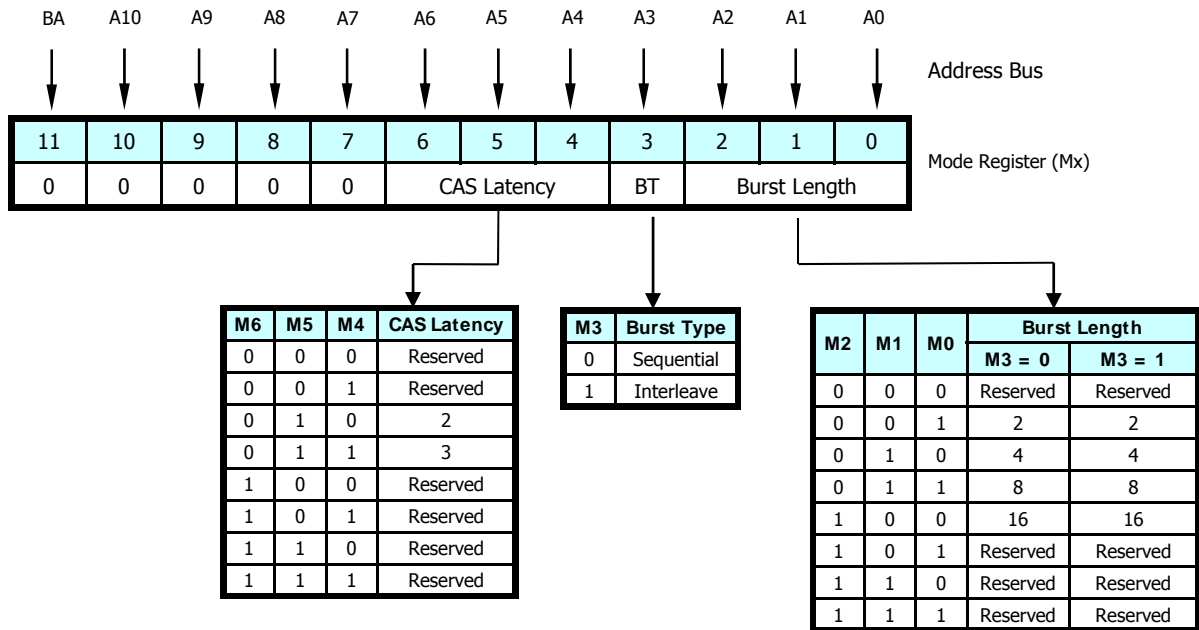 BA A10 A9 A8 A7 A6 A5 A4 A3 A2 A1 A0
Address Bus
11 10 9 8 7 6 5 4 3 2 1 0
Mode Register (Mx)
0 0 0 0 0 CAS Latency BT Burst Length
M6 M5 M4 CAS Latency
0 0 0 Reserved
0 0 1 Reserved
0 1 0 2
0 1 1 3
1 0 0 Reserved
1 0 1 Reserved
1 1 0 Reserved
1 1 1 Reserved
M3 Burst Type
0 Sequential
1 Interleave
M2 M1 M0 Burst Length
M3 = 0 M3 = 1
0 0 0 Reserved Reserved
0 0 1 2 2
0 1 0 4 4
0 1 1 8 8
1 0 0 16 16
1 0 1 Reserved Reserved
1 1 0 Reserved Reserved
1 1 1 Reserved Reserved